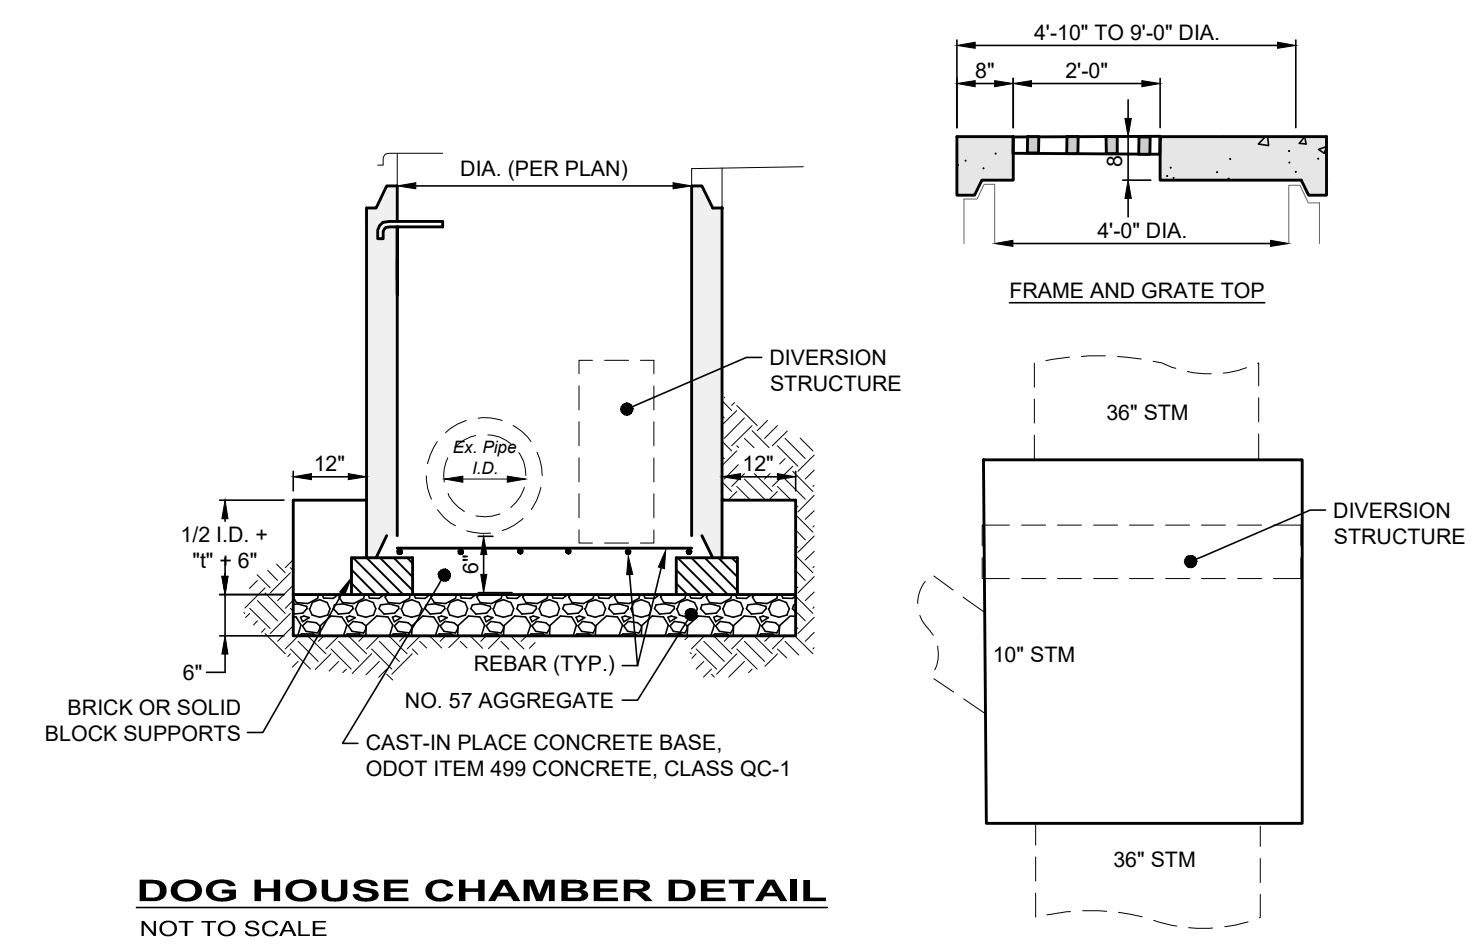 4'-10" TO 9'-0" DIA.
8"
2'-0"
8"
4'-0" DIA.
FRAME AND GRATE TOP
DIA. (PER PLAN)
DIVERSION
STRUCTURE
Ex. Pipe
I.D.
12"
12"
1/2 I.D. +
"t" + 6"
6"
6"
REBAR (TYP.)
NO. 57 AGGREGATE
BRICK OR SOLID
BLOCK SUPPORTS
CAST-IN PLACE CONCRETE BASE,
ODOT ITEM 499 CONCRETE, CLASS QC-1
36" STM
DIVERSION
STRUCTURE
10" STM
36" STM
DOG HOUSE CHAMBER DETAIL
NOT TO SCALE